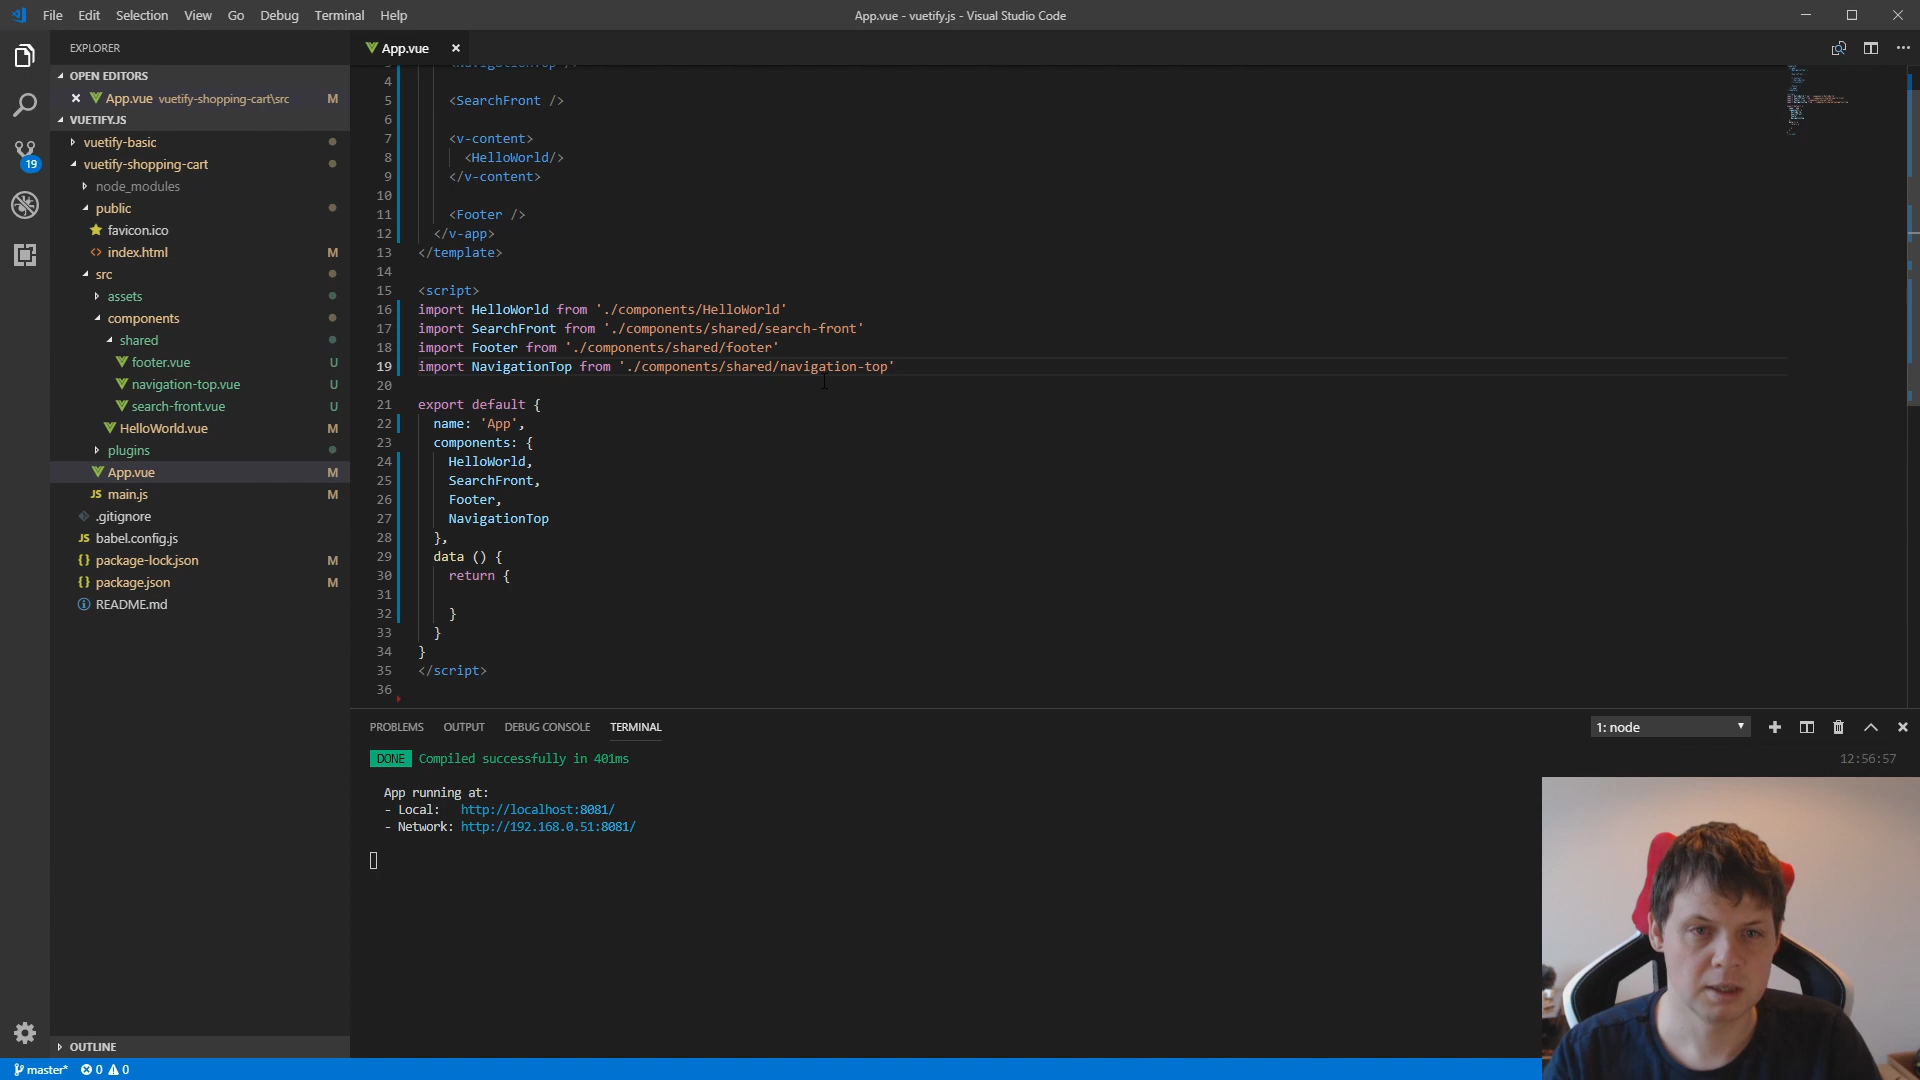 File Edit Selection View Go Debug Terminal Help
App.vue - vuetify.js - Visual Studio Code
EXPLORER
OPEN EDITORS
App.vue vuetify-shopping-cart\src M
VUETIFY.JS
vuetify-basic
vuetify-shopping-cart
node_modules
public
favicon.ico
index.html M
src
assets
components
shared
footer.vue U
navigation-top.vue U
search-front.vue U
HelloWorld.vue M
plugins
App.vue M
JS main.js M
.gitignore
JS babel.config.js
{} package-lock.json M
{} package.json M
README.md
OUTLINE
19
App.vue
3 <NavigationTop />
4
5 <SearchFront />
6
7 <v-content>
8 <HelloWorld/>
9 </v-content>
10
11 <Footer />
12 </v-app>
13 </template>
14
15 <script>
16 import HelloWorld from './components/HelloWorld'
17 import SearchFront from './components/shared/search-front'
18 import Footer from './components/shared/footer'
19 import NavigationTop from './components/shared/navigation-top'
20
21 export default {
22 name: 'App',
23 components: {
24 HelloWorld,
25 SearchFront,
26 Footer,
27 NavigationTop
28 },
29 data () {
30 return {
31
32 }
33 }
34 }
35 </script>
36
PROBLEMS OUTPUT DEBUG CONSOLE TERMINAL
1: node
DONE Compiled successfully in 401ms 12:56:57
App running at:
- Local: http://localhost:8081/
- Network: http://192.168.0.51:8081/
master* 0 0